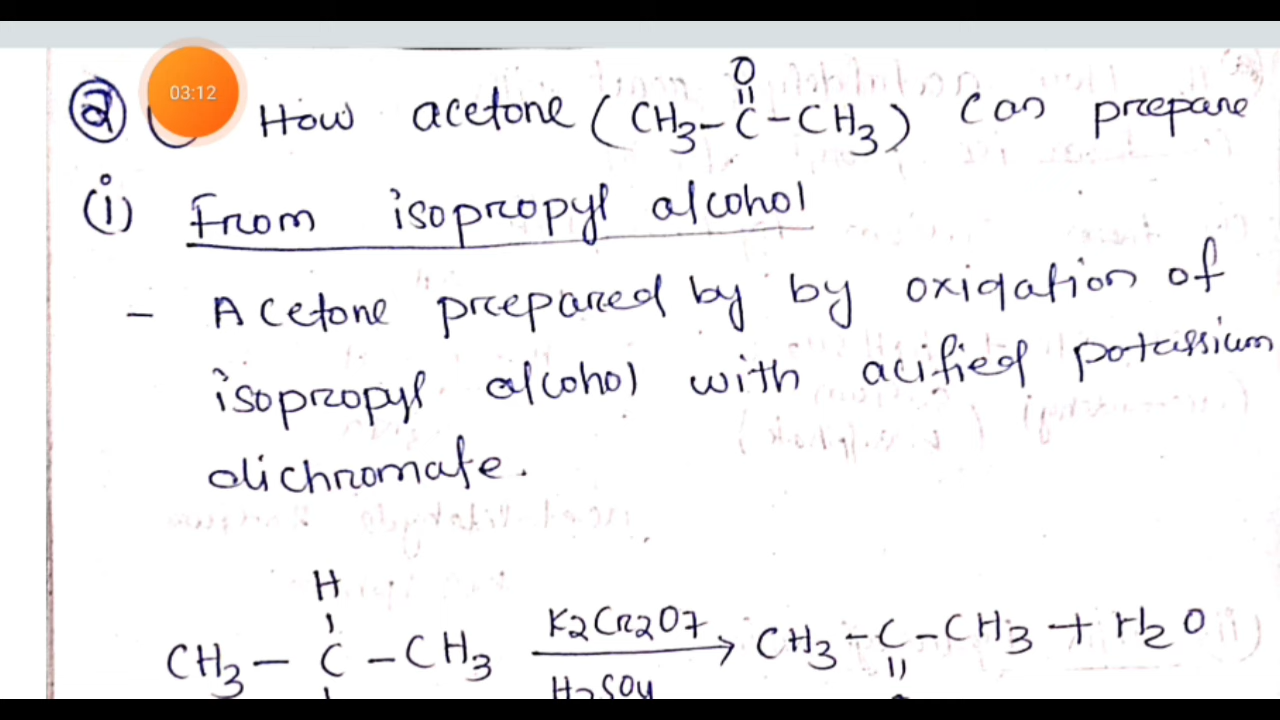 ② 03:12 How acetone (CH3-C-CH3) can prepare
O
||
(i) From isopropyl alcohol
- Acetone prepared by by oxidation of
isopropyl alcohol with acified potassium
dichromate.
H
CH3 - C - CH3 K2Cr2O7 → CH3 - C - CH3 + H2O
H2SO4 ||